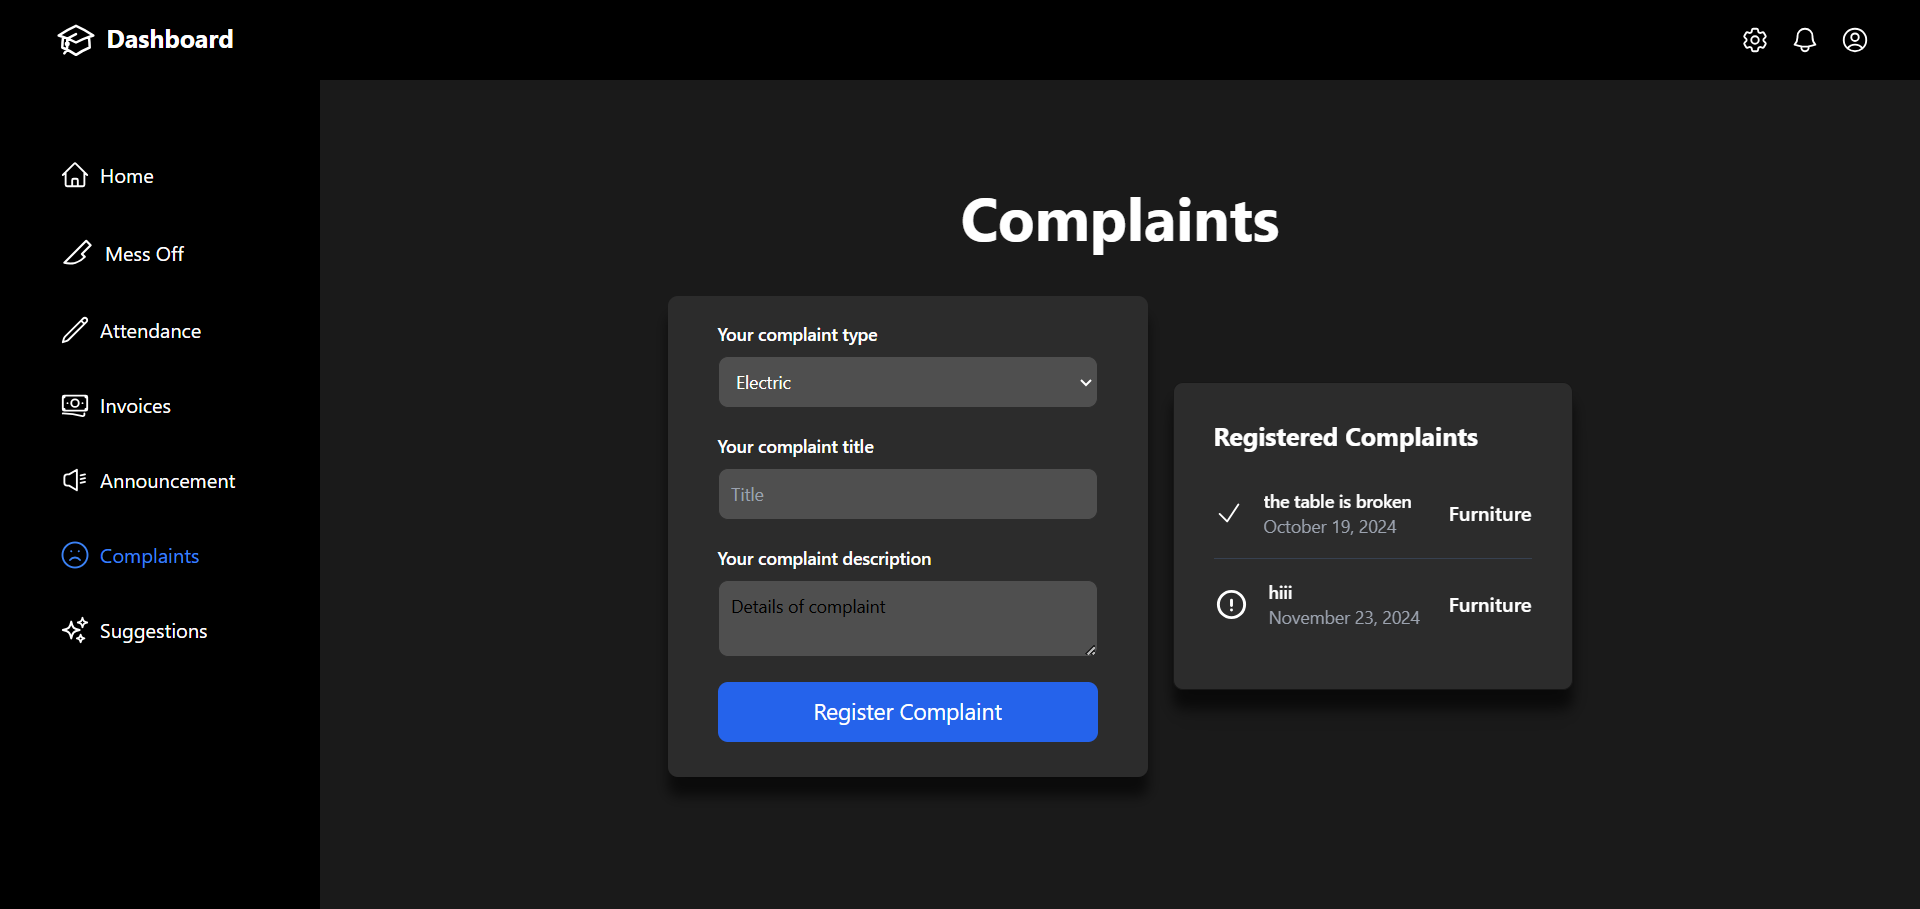 Dashboard
Home
Mess Off
Attendance
Invoices
Announcement
Complaints
Suggestions
Complaints
Your complaint type
Electric
Your complaint title
Title
Your complaint description
Details of complaint
Register Complaint
Registered Complaints
the table is broken
October 19, 2024
Furniture
hiii
November 23, 2024
Furniture